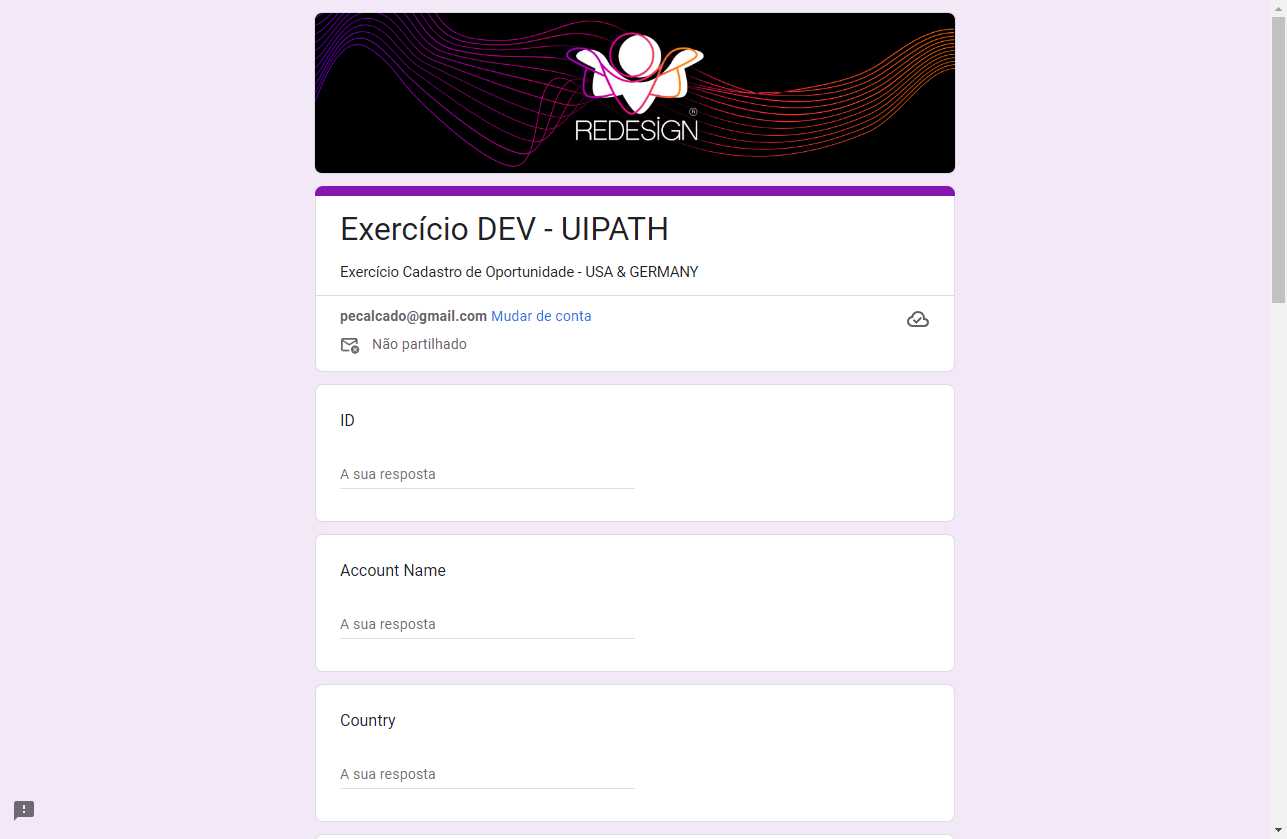 REDESiGN
®
Exercício DEV - UIPATH
Exercício Cadastro de Oportunidade - USA & GERMANY
pecalcado@gmail.com Mudar de conta
Não partilhado
ID
A sua resposta
Account Name
A sua resposta
Country
A sua resposta